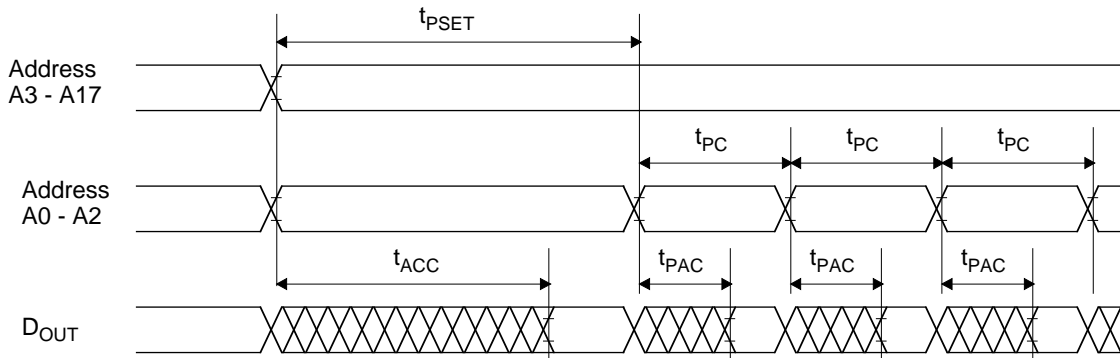 tPSET
Address
A3 - A17
tPC tPC tPC
Address
A0 - A2
tACC tPAC tPAC tPAC
DOUT